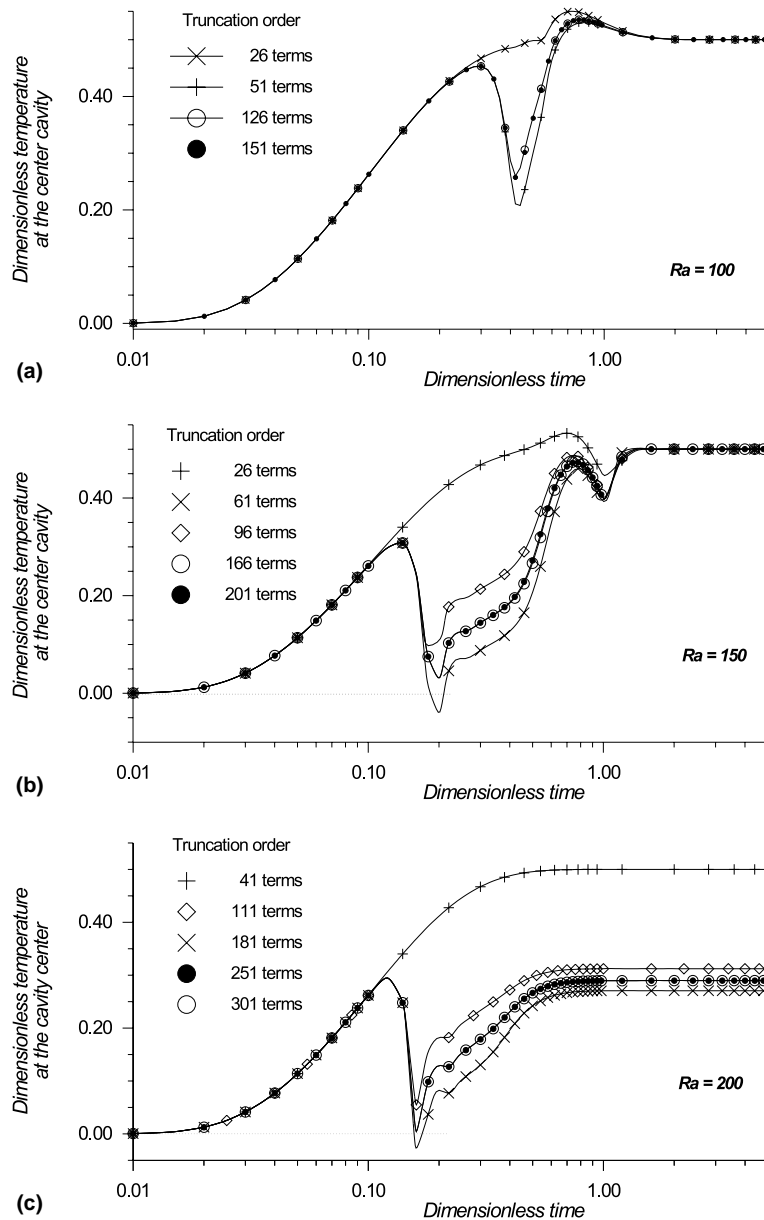 Truncation order
26 terms
51 terms
126 terms
151 terms
Dimensionless temperature
at the center cavity
0.40
0.20
0.00
Ra = 100
0.01
0.10
1.00
Dimensionless time
(a)
Truncation order
26 terms
61 terms
96 terms
166 terms
201 terms
Dimensionless temperature
at the center cavity
0.40
0.20
0.00
Ra = 150
0.01
0.10
1.00
Dimensionless time
(b)
Truncation order
41 terms
111 terms
181 terms
251 terms
301 terms
Dimensionless temperature
at the cavity center
0.40
0.20
0.00
Ra = 200
0.01
0.10
1.00
Dimensionless time
(c)